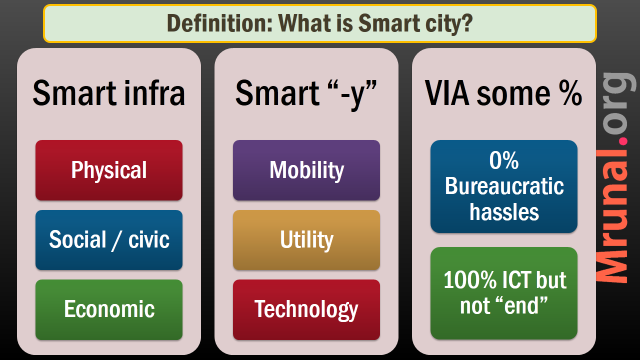 Definition: What is Smart city?
Smart infra
Physical
Social / civic
Economic
Smart “-y”
Mobility
Utility
Technology
VIA some %
0%
Bureaucratic
hassles
100% ICT but
not “end”
Mrunal.org